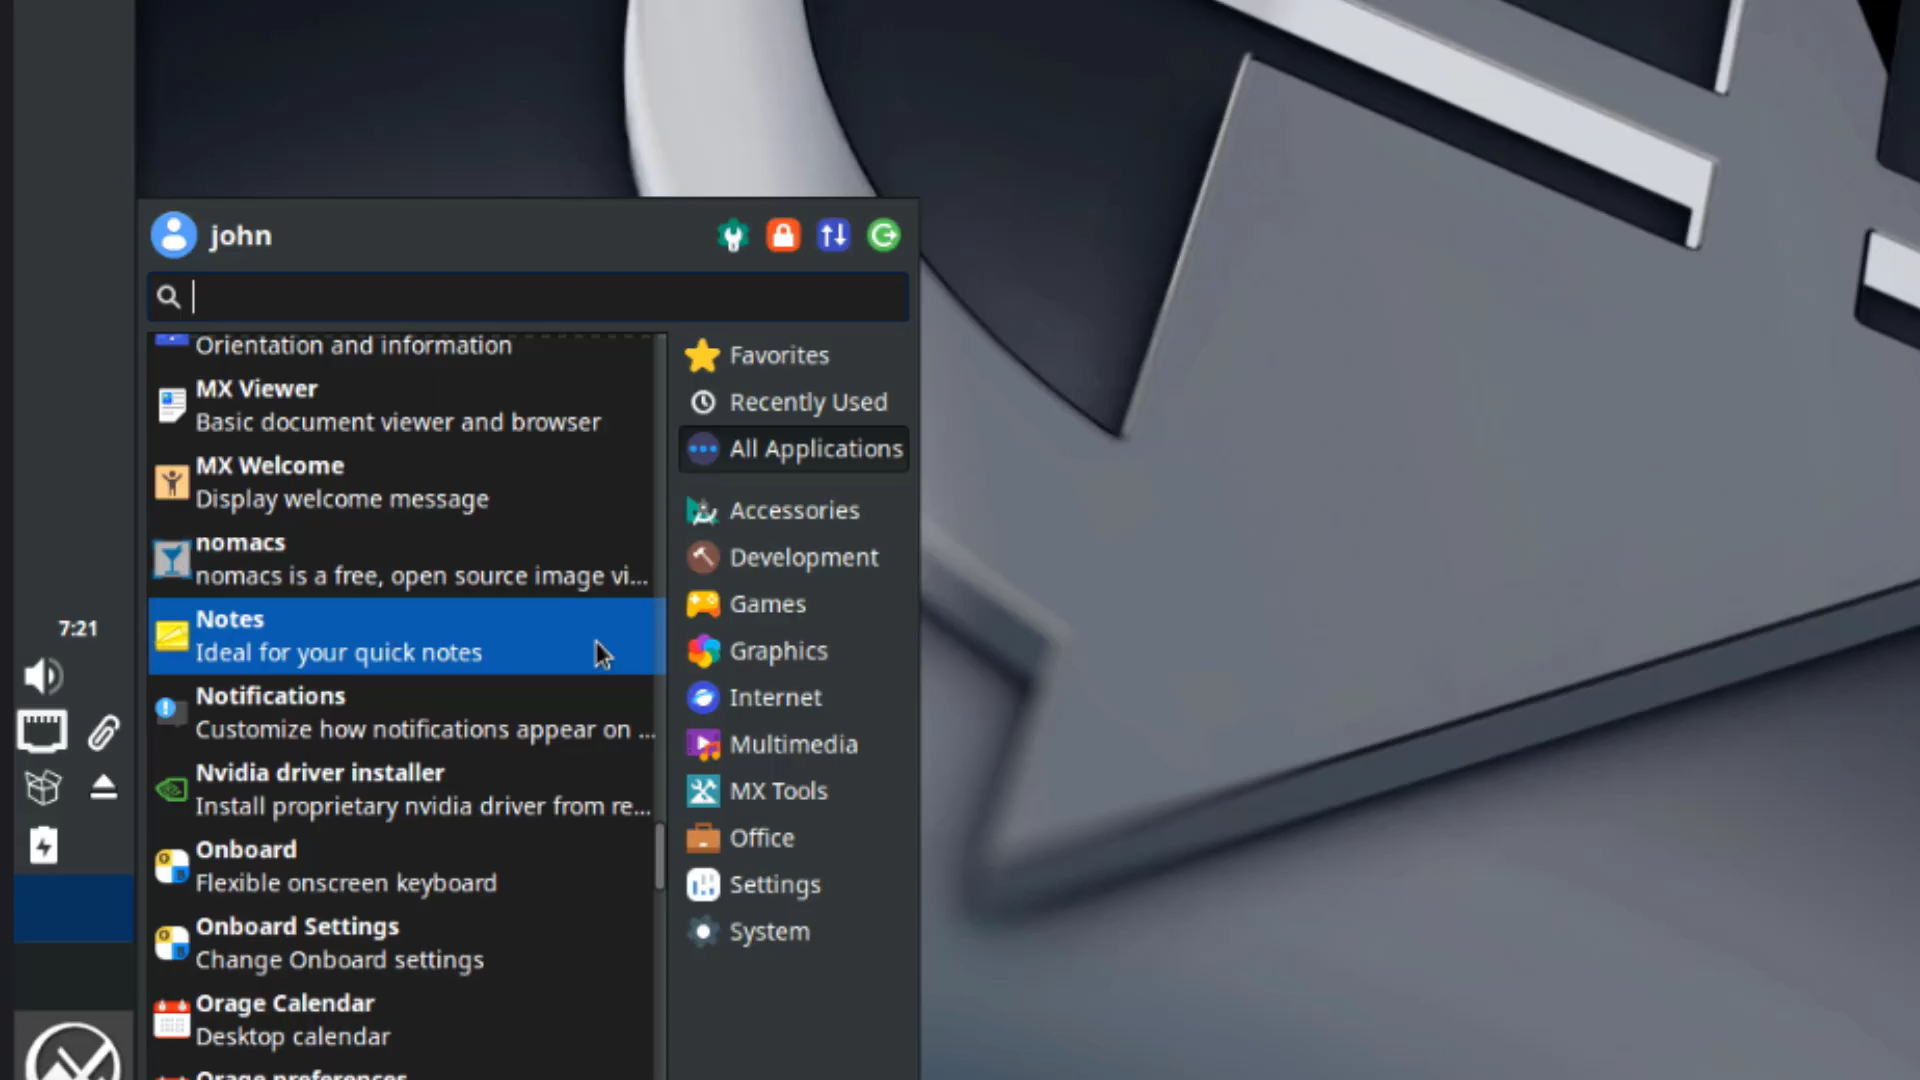 john
Orientation and information
MX Viewer
Basic document viewer and browser
MX Welcome
Display welcome message
nomacs
nomacs is a free, open source image vi...
Notes
Ideal for your quick notes
Notifications
Customize how notifications appear on ...
Nvidia driver installer
Install proprietary nvidia driver from re...
Onboard
Flexible onscreen keyboard
Onboard Settings
Change Onboard settings
Orage Calendar
Desktop calendar
Orage preferences
Favorites
Recently Used
All Applications
Accessories
Development
Games
Graphics
Internet
Multimedia
MX Tools
Office
Settings
System
7:21